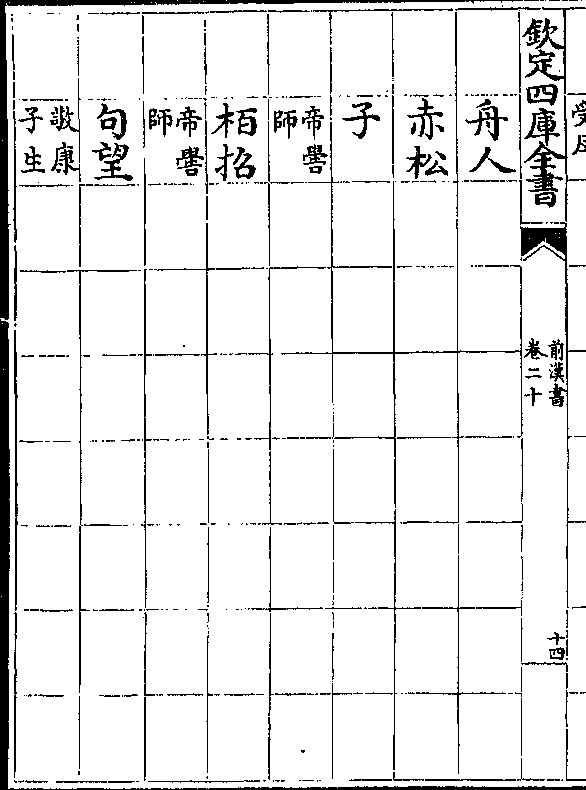 欽定四庫全書
前漢書
卷二十
十四
舟人
赤松
子
帝嚳
師
柏招
帝嚳
師
句望
敬康
子生